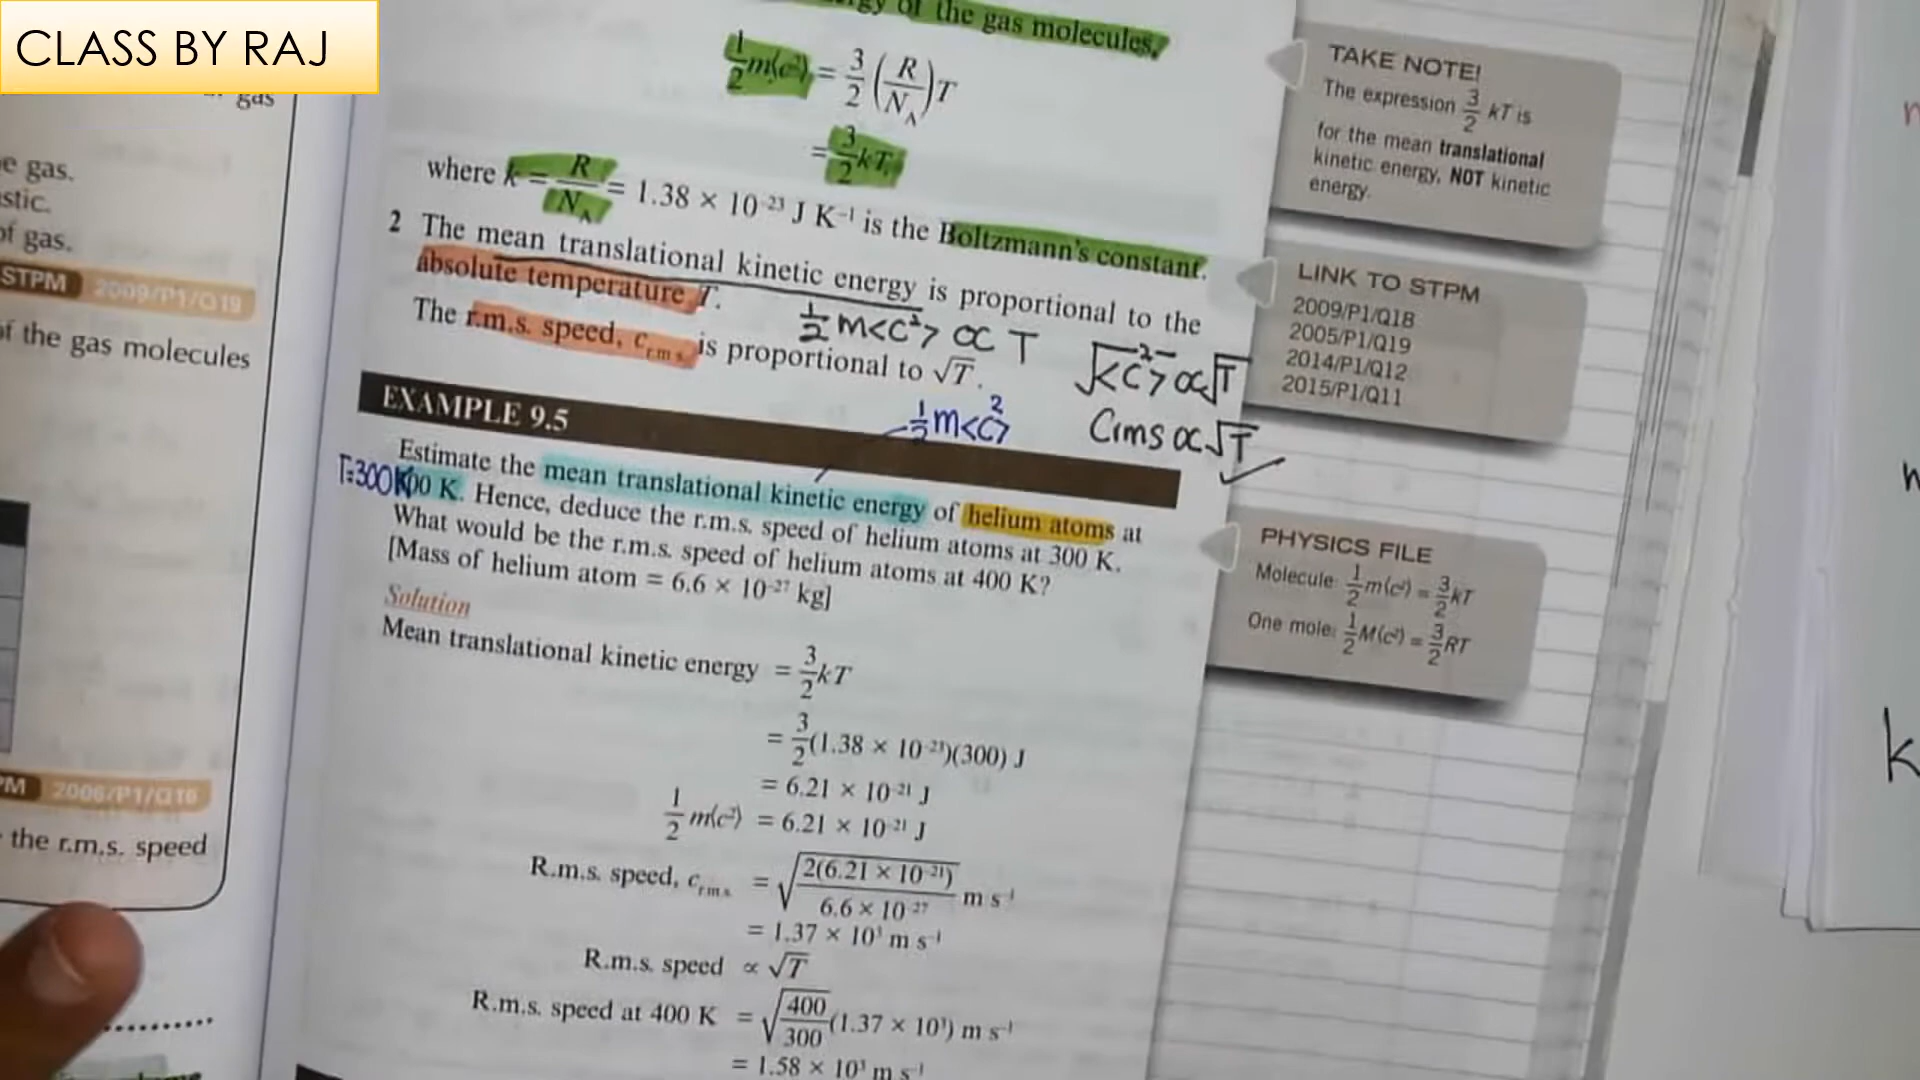 CLASS BY RAJ
gas
e gas.
stic.
of gas.
STPM 2009/P1/Q19
of the gas molecules
PM 2006/P1/Q16
the r.m.s. speed
of the gas molecules,
½m⟨c²⟩ = 3/2 (R/N_A)T
= 3/2 kT,
where k = R/N_A = 1.38 × 10⁻²³ J K⁻¹ is the Boltzmann's constant.
2 The mean translational kinetic energy is proportional to the
absolute temperature T.
½ m<c²> ∝ T
The r.m.s. speed, c_r.m.s. is proportional to √T.
√<c²> ∝ √T
Crms ∝ √T
½ m<c²>
EXAMPLE 9.5
Estimate the mean translational kinetic energy of helium atoms at
T=300K
00 K. Hence, deduce the r.m.s. speed of helium atoms at 300 K.
What would be the r.m.s. speed of helium atoms at 400 K?
[Mass of helium atom = 6.6 × 10⁻²⁷ kg]
Solution
Mean translational kinetic energy = 3/2 kT
= 3/2 (1.38 × 10⁻²³)(300) J
= 6.21 × 10⁻²¹ J
1/2 m⟨c²⟩ = 6.21 × 10⁻²¹ J
R.m.s. speed, c_r.m.s. = √(2(6.21 × 10⁻²¹)/6.6 × 10⁻²⁷) m s⁻¹
= 1.37 × 10³ m s⁻¹
R.m.s. speed ∝ √T
R.m.s. speed at 400 K = √(400/300) (1.37 × 10³) m s⁻¹
= 1.58 × 10³ m s⁻¹
TAKE NOTE!
The expression 3/2 kT is
for the mean translational
kinetic energy, NOT kinetic
energy.
LINK TO STPM
2009/P1/Q18
2005/P1/Q19
2014/P1/Q12
2015/P1/Q11
PHYSICS FILE
Molecule: 1/2 m⟨c²⟩ = 3/2 kT
One mole: 1/2 M⟨c²⟩ = 3/2 RT
k